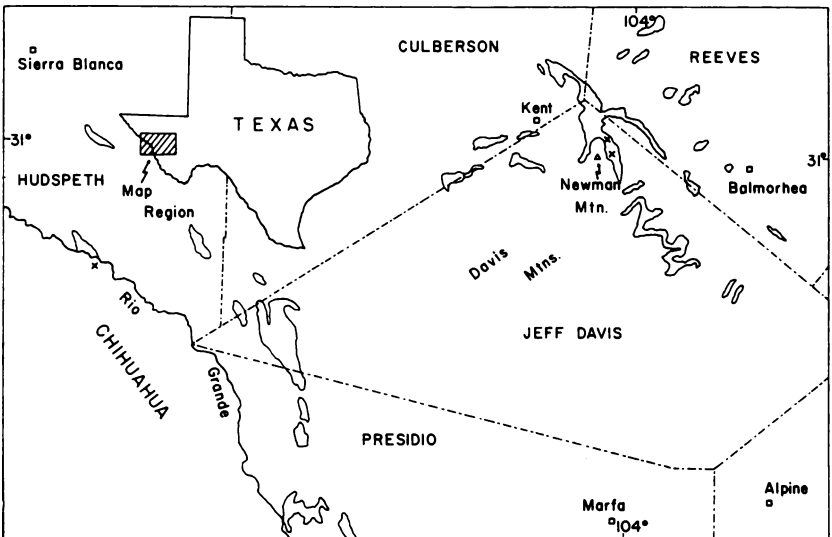 104°
CULBERSON
REEVES
Sierra Blanca
Kent
TEXAS
31°
31°
HUDSPETH
Map
Region
Newman
Mtn.
Balmorhea
Davis
Mtns.
Rio
Grande
CHIHUAHUA
JEFF DAVIS
PRESIDIO
Marfa
104°
Alpine